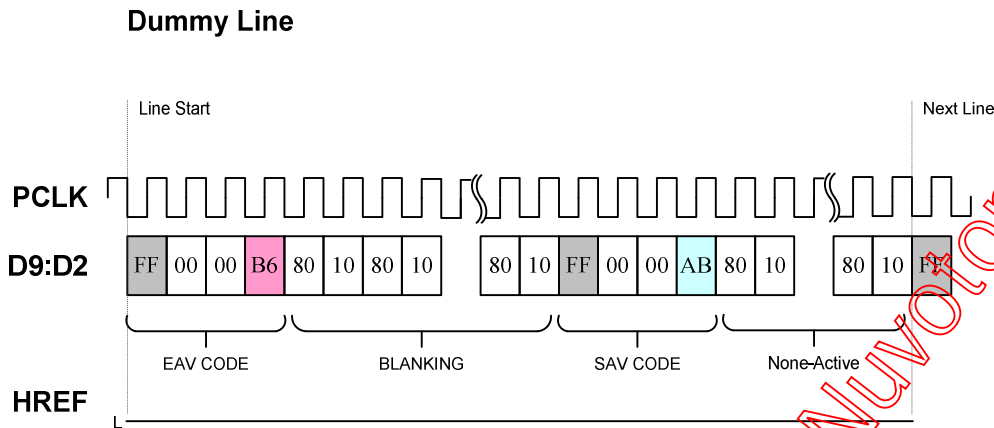 Dummy Line
Line Start
Next Line
PCLK
D9:D2
FF 00 00 B6 80 10 80 10 80 10 FF 00 00 AB 80 10 80 10 FF
EAV CODE
BLANKING
SAV CODE
None-Active
HREF
L
Nuvoton